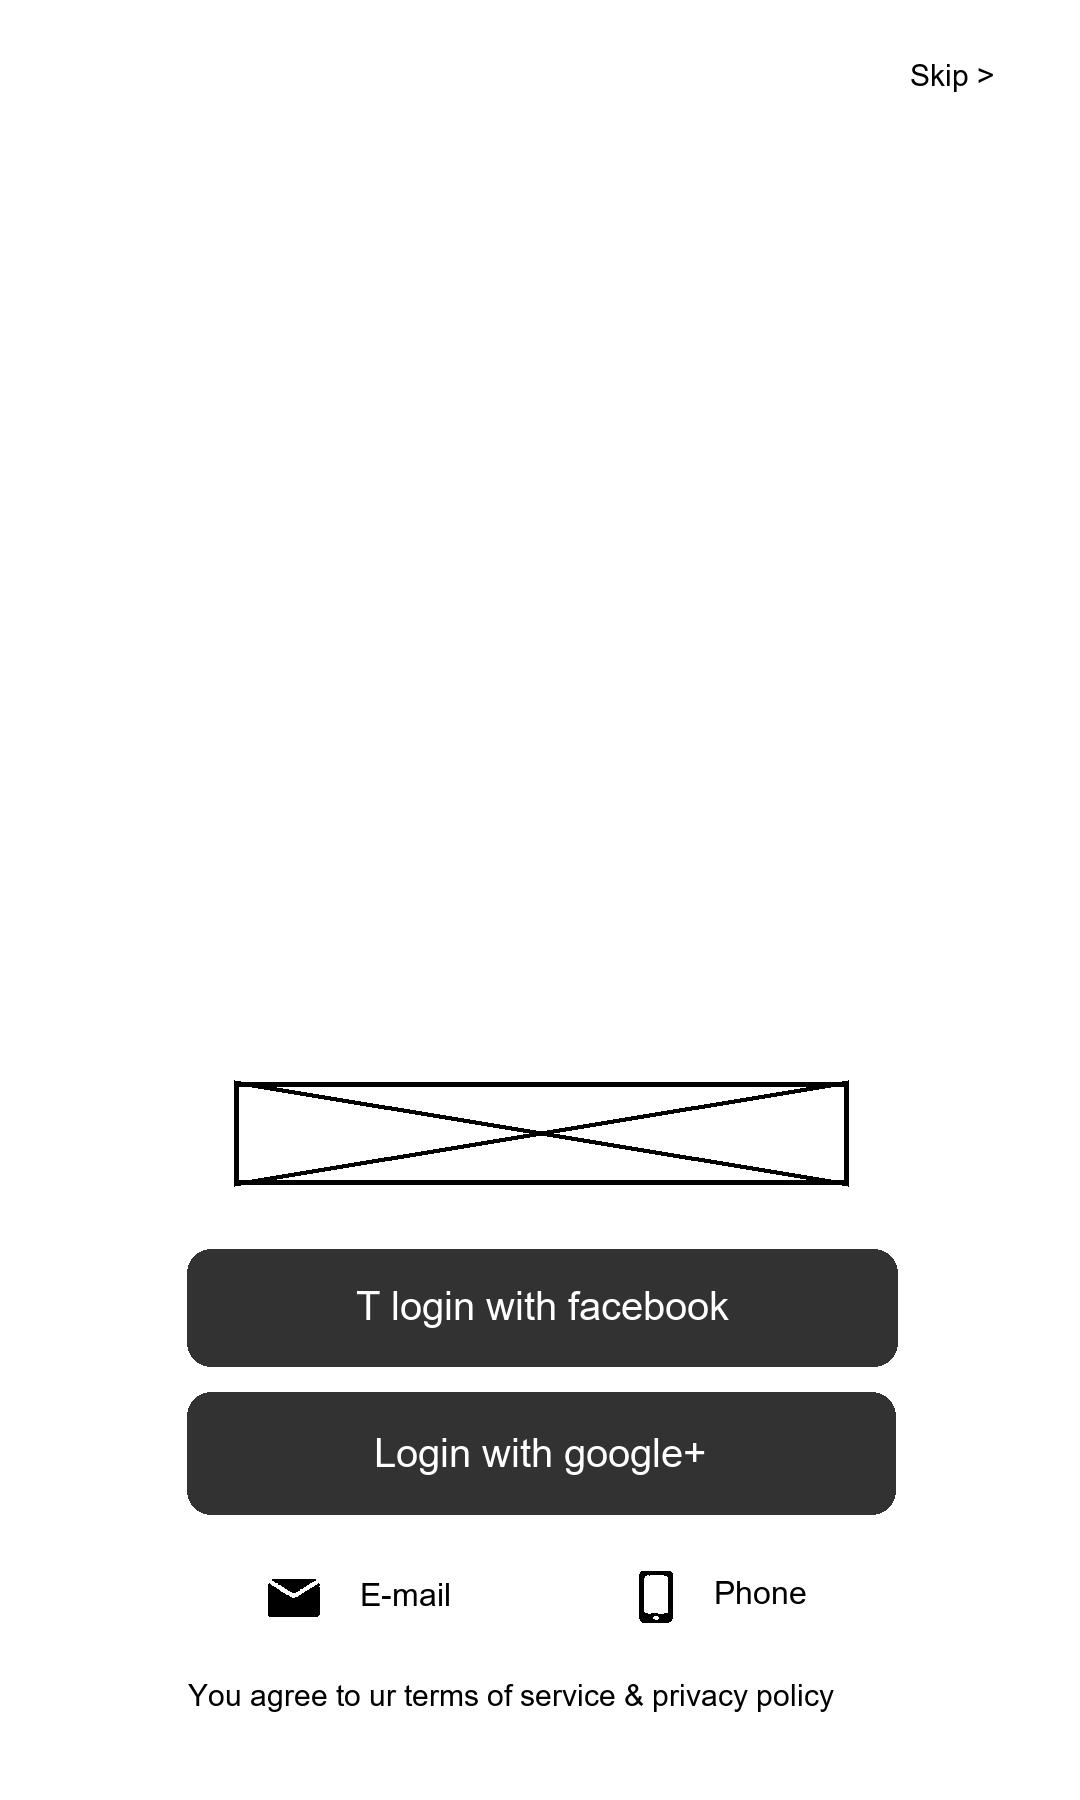 Skip >
T login with facebook
Login with google+
E-mail
Phone
You agree to ur terms of service & privacy policy